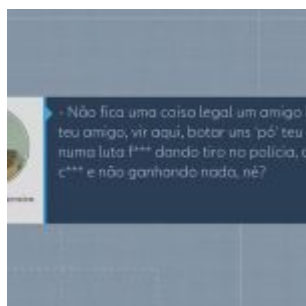 - Não fica uma coisa legal um amigo
teu amigo, vir aqui, botar uns 'pó' teu
numa luta f*** dando tiro na polícia,
c*** e não ganhando nada, né?